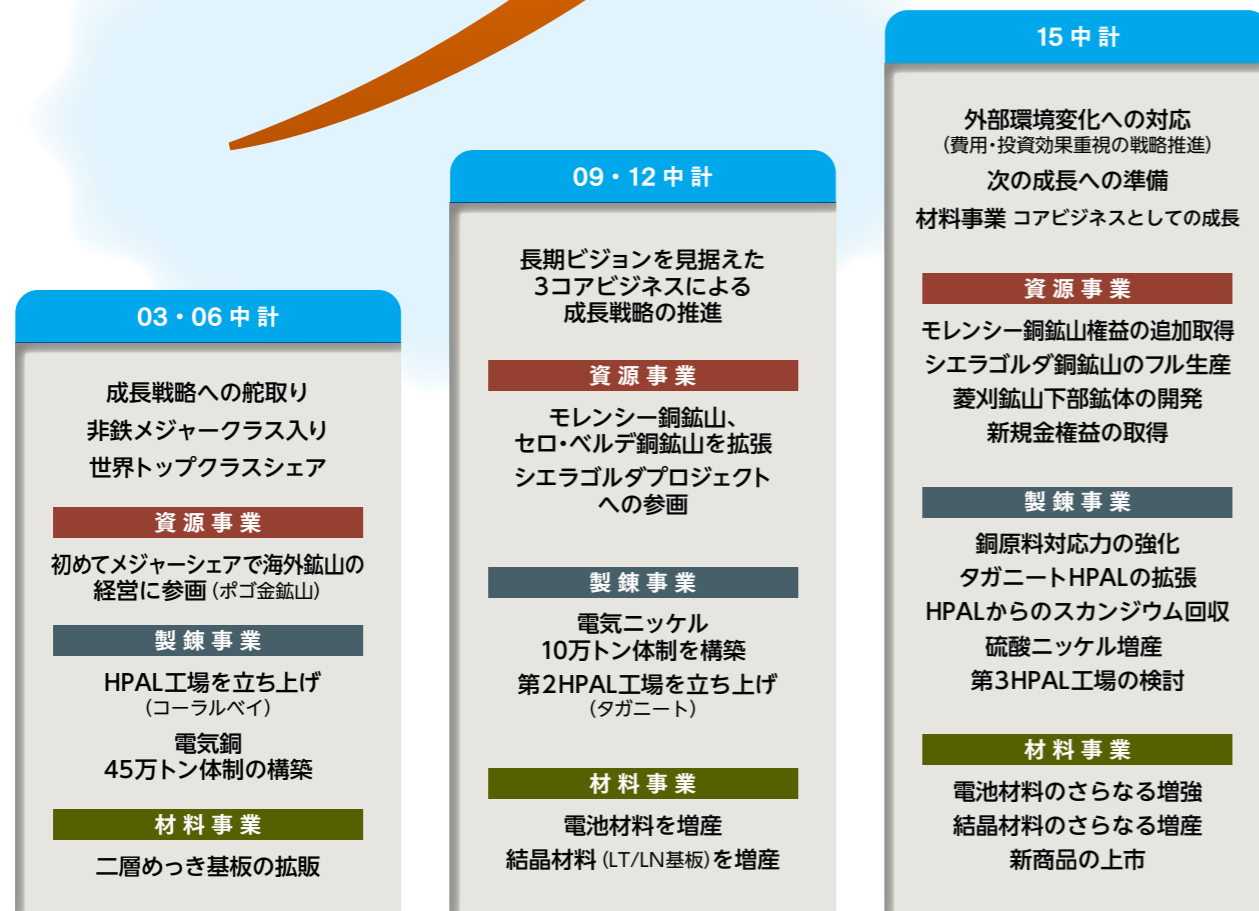 03・06 中計
成長戦略への舵取り
非鉄メジャークラス入り
世界トップクラスシェア
資源事業
初めてメジャーシェアで海外鉱山の
経営に参画 (ポゴ金鉱山)
製錬事業
HPAL工場を立ち上げ
(コーラルベイ)
電気銅
45万トン体制の構築
材料事業
二層めっき基板の拡販
09・12 中計
長期ビジョンを見据えた
3コアビジネスによる
成長戦略の推進
資源事業
モレンシー銅鉱山、
セロ・ベルデ銅鉱山を拡張
シエラゴルダプロジェクト
への参画
製錬事業
電気ニッケル
10万トン体制を構築
第2HPAL工場を立ち上げ
(タガニート)
材料事業
電池材料を増産
結晶材料 (LT/LN基板) を増産
15 中計
外部環境変化への対応
(費用・投資効果重視の戦略推進)
次の成長への準備
材料事業 コアビジネスとしての成長
資源事業
モレンシー銅鉱山権益の追加取得
シエラゴルダ銅鉱山のフル生産
菱刈鉱山下部鉱体の開発
新規金権益の取得
製錬事業
銅原料対応力の強化
タガニートHPALの拡張
HPALからのスカンジウム回収
硫酸ニッケル増産
第3HPAL工場の検討
材料事業
電池材料のさらなる増強
結晶材料のさらなる増産
新商品の上市